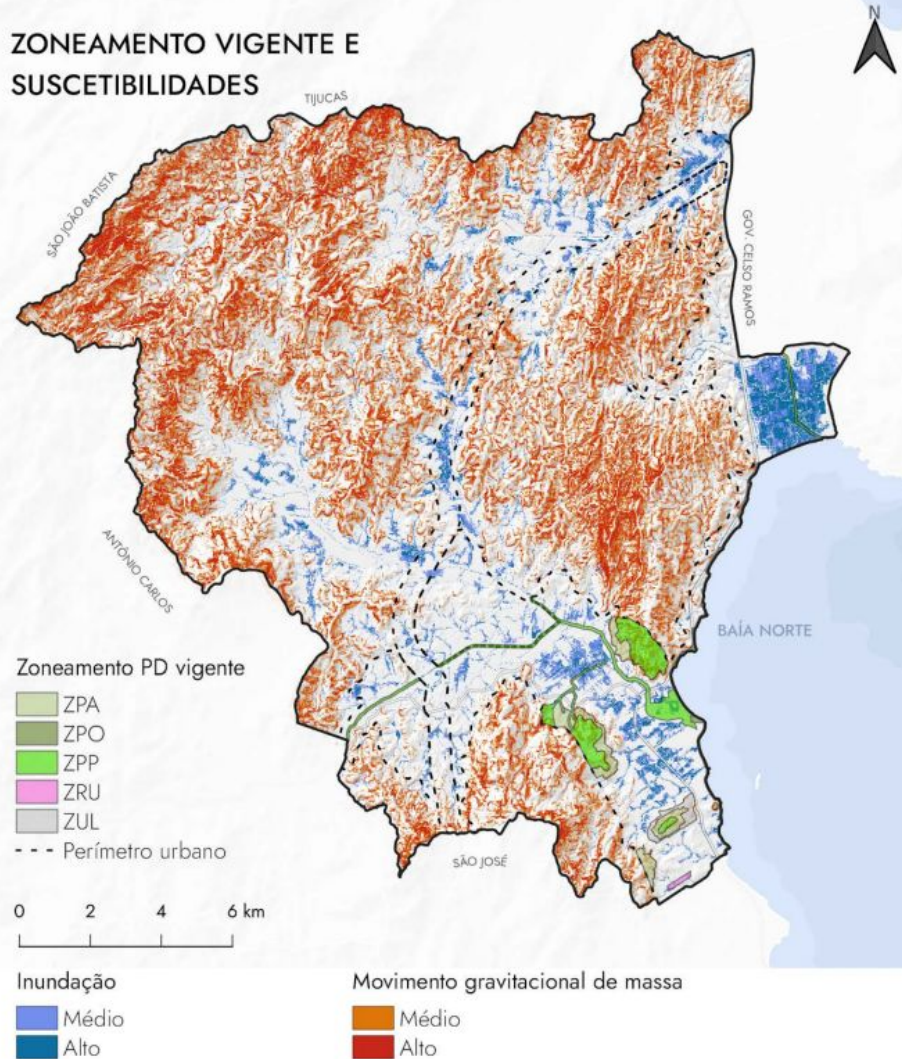 ZONEAMENTO VIGENTE E
SUSCETIBILIDADES
N
TIJUCAS
SÃO JOÃO BATISTA
GOV. CELSO RAMOS
ANTÔNIO CARLOS
BAÍA NORTE
SÃO JOSÉ
Zoneamento PD vigente
ZPA
ZPO
ZPP
ZRU
ZUL
Perímetro urbano
0 2 4 6 km
Inundação
Médio
Alto
Movimento gravitacional de massa
Médio
Alto